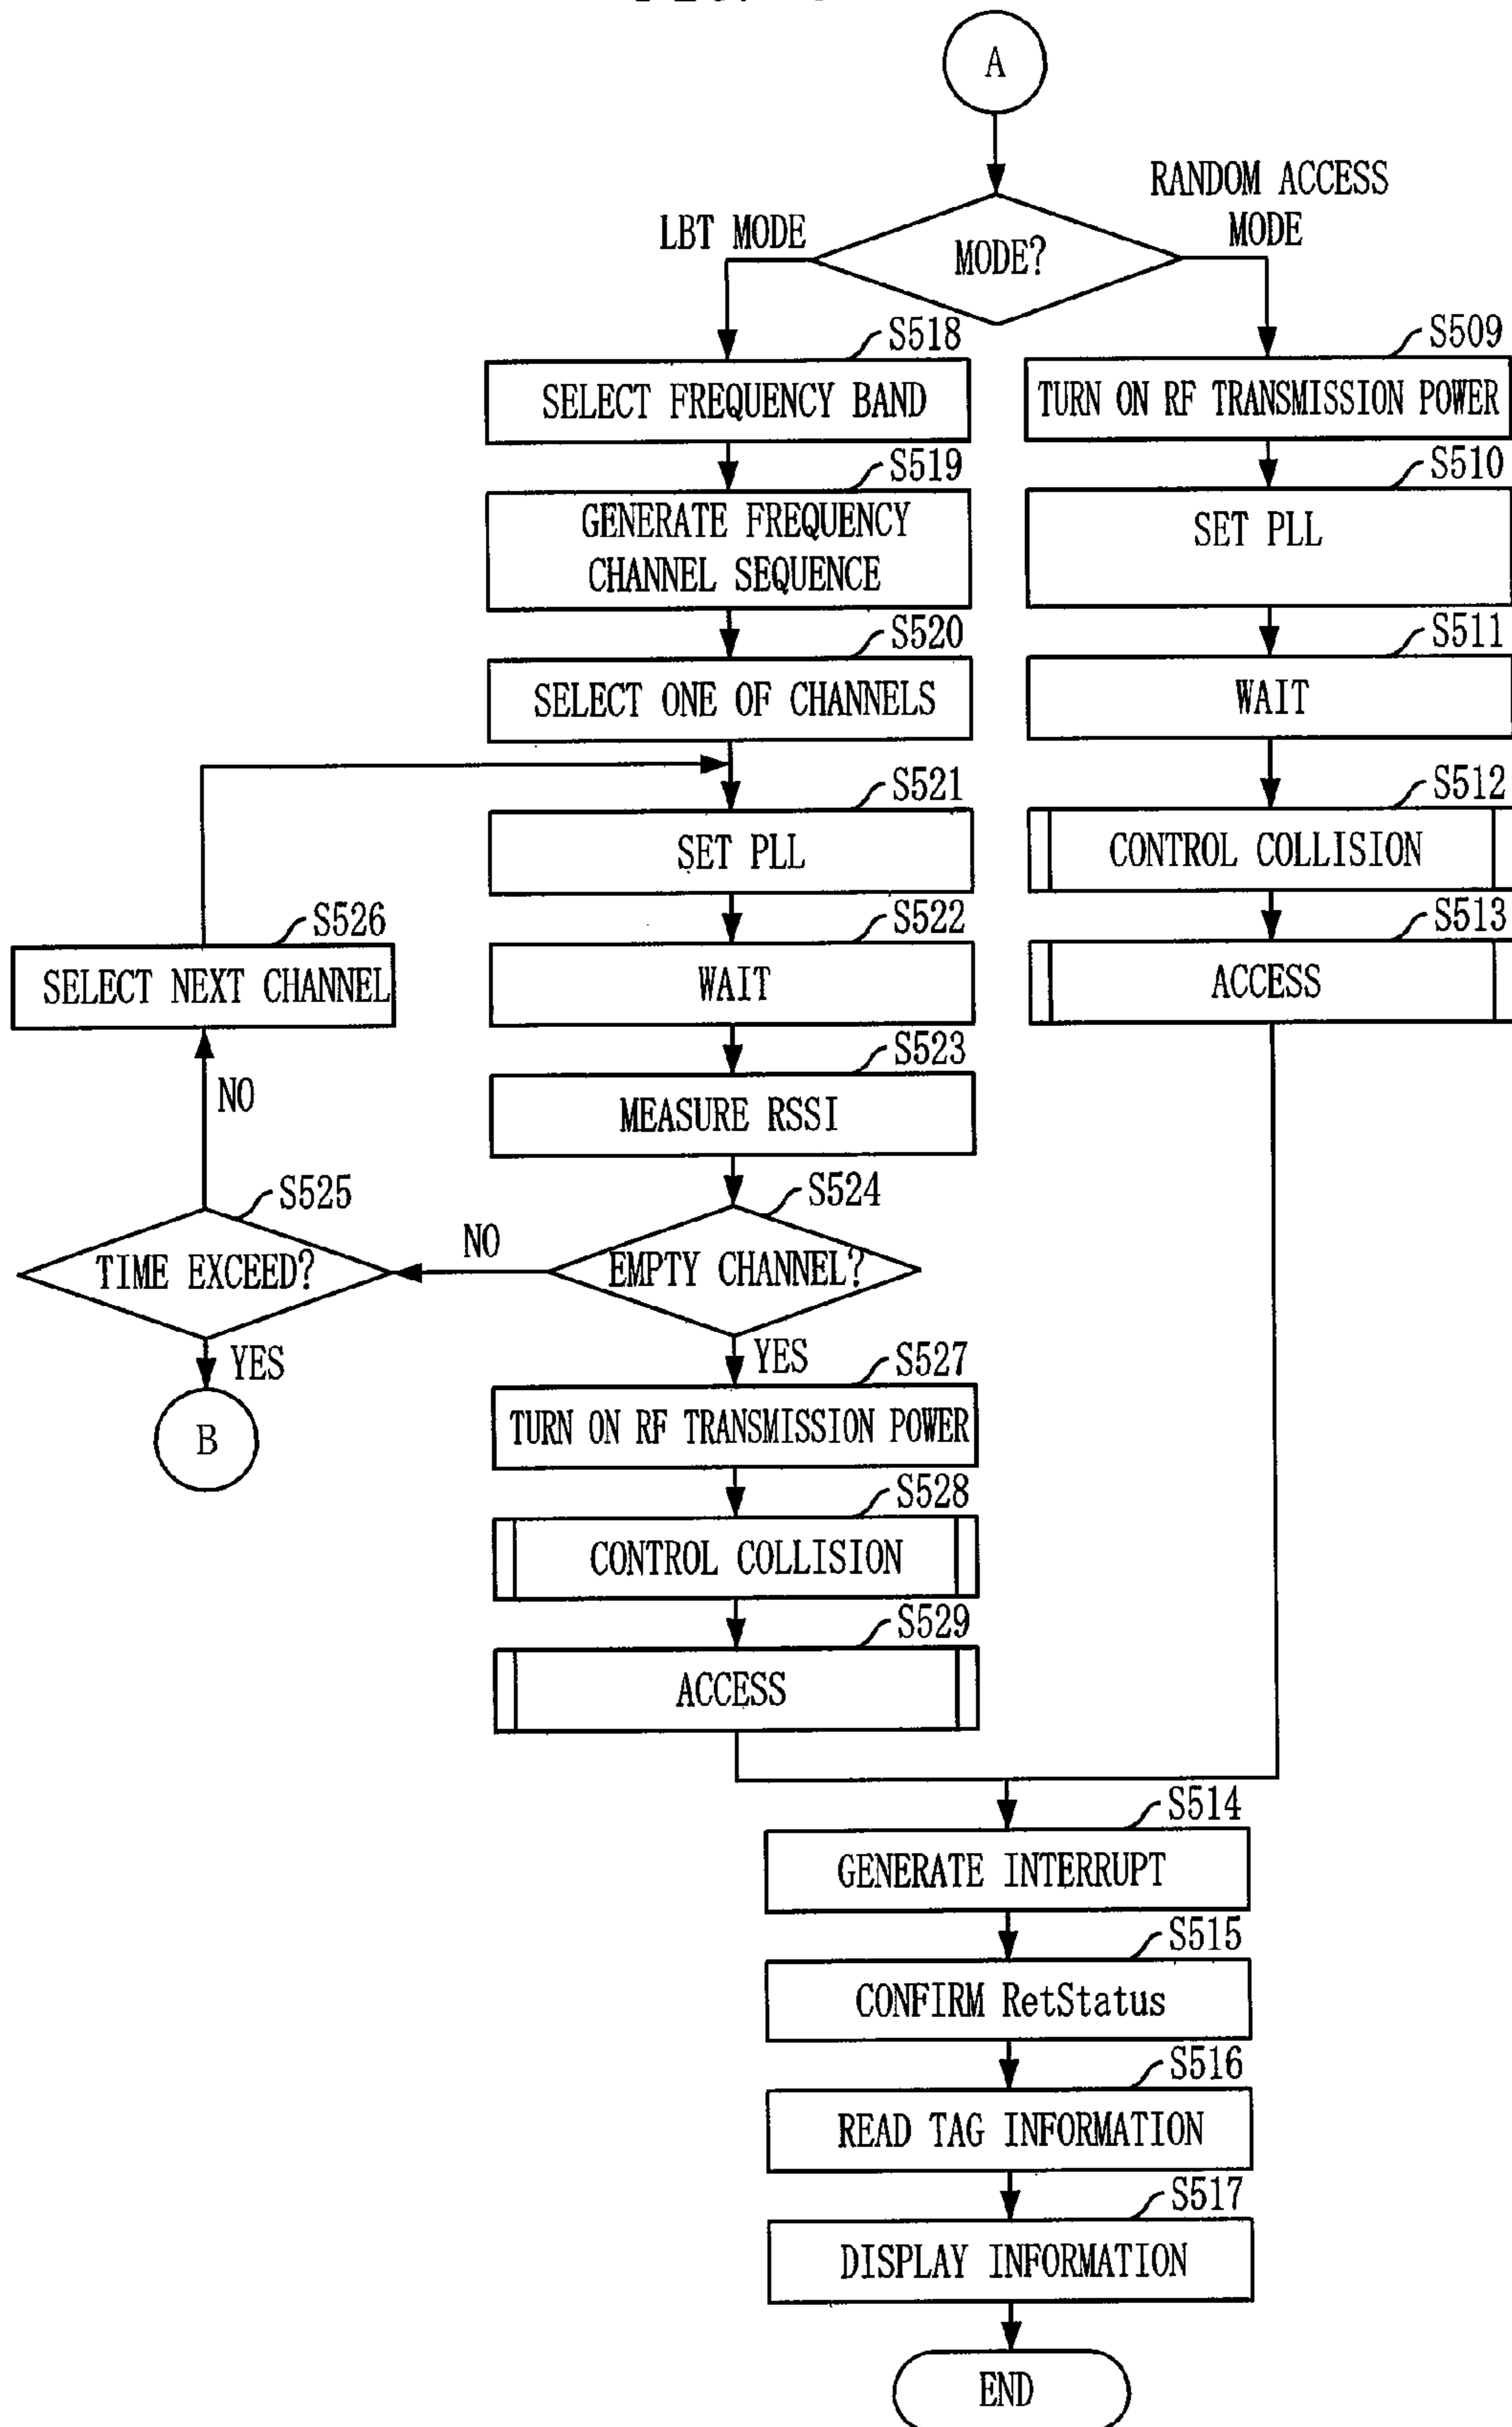 A
RANDOM ACCESS
MODE
LBT MODE
MODE?
S518
S509
SELECT FREQUENCY BAND
TURN ON RF TRANSMISSION POWER
S519
S510
GENERATE FREQUENCY
CHANNEL SEQUENCE
SET PLL
S520
S511
SELECT ONE OF CHANNELS
WAIT
S521
S512
SET PLL
CONTROL COLLISION
S526
S522
S513
SELECT NEXT CHANNEL
WAIT
ACCESS
S523
NO
MEASURE RSSI
S525
S524
TIME EXCEED?
NO
EMPTY CHANNEL?
YES
YES
S527
B
TURN ON RF TRANSMISSION POWER
S528
CONTROL COLLISION
S529
ACCESS
S514
GENERATE INTERRUPT
S515
CONFIRM RetStatus
S516
READ TAG INFORMATION
S517
DISPLAY INFORMATION
END